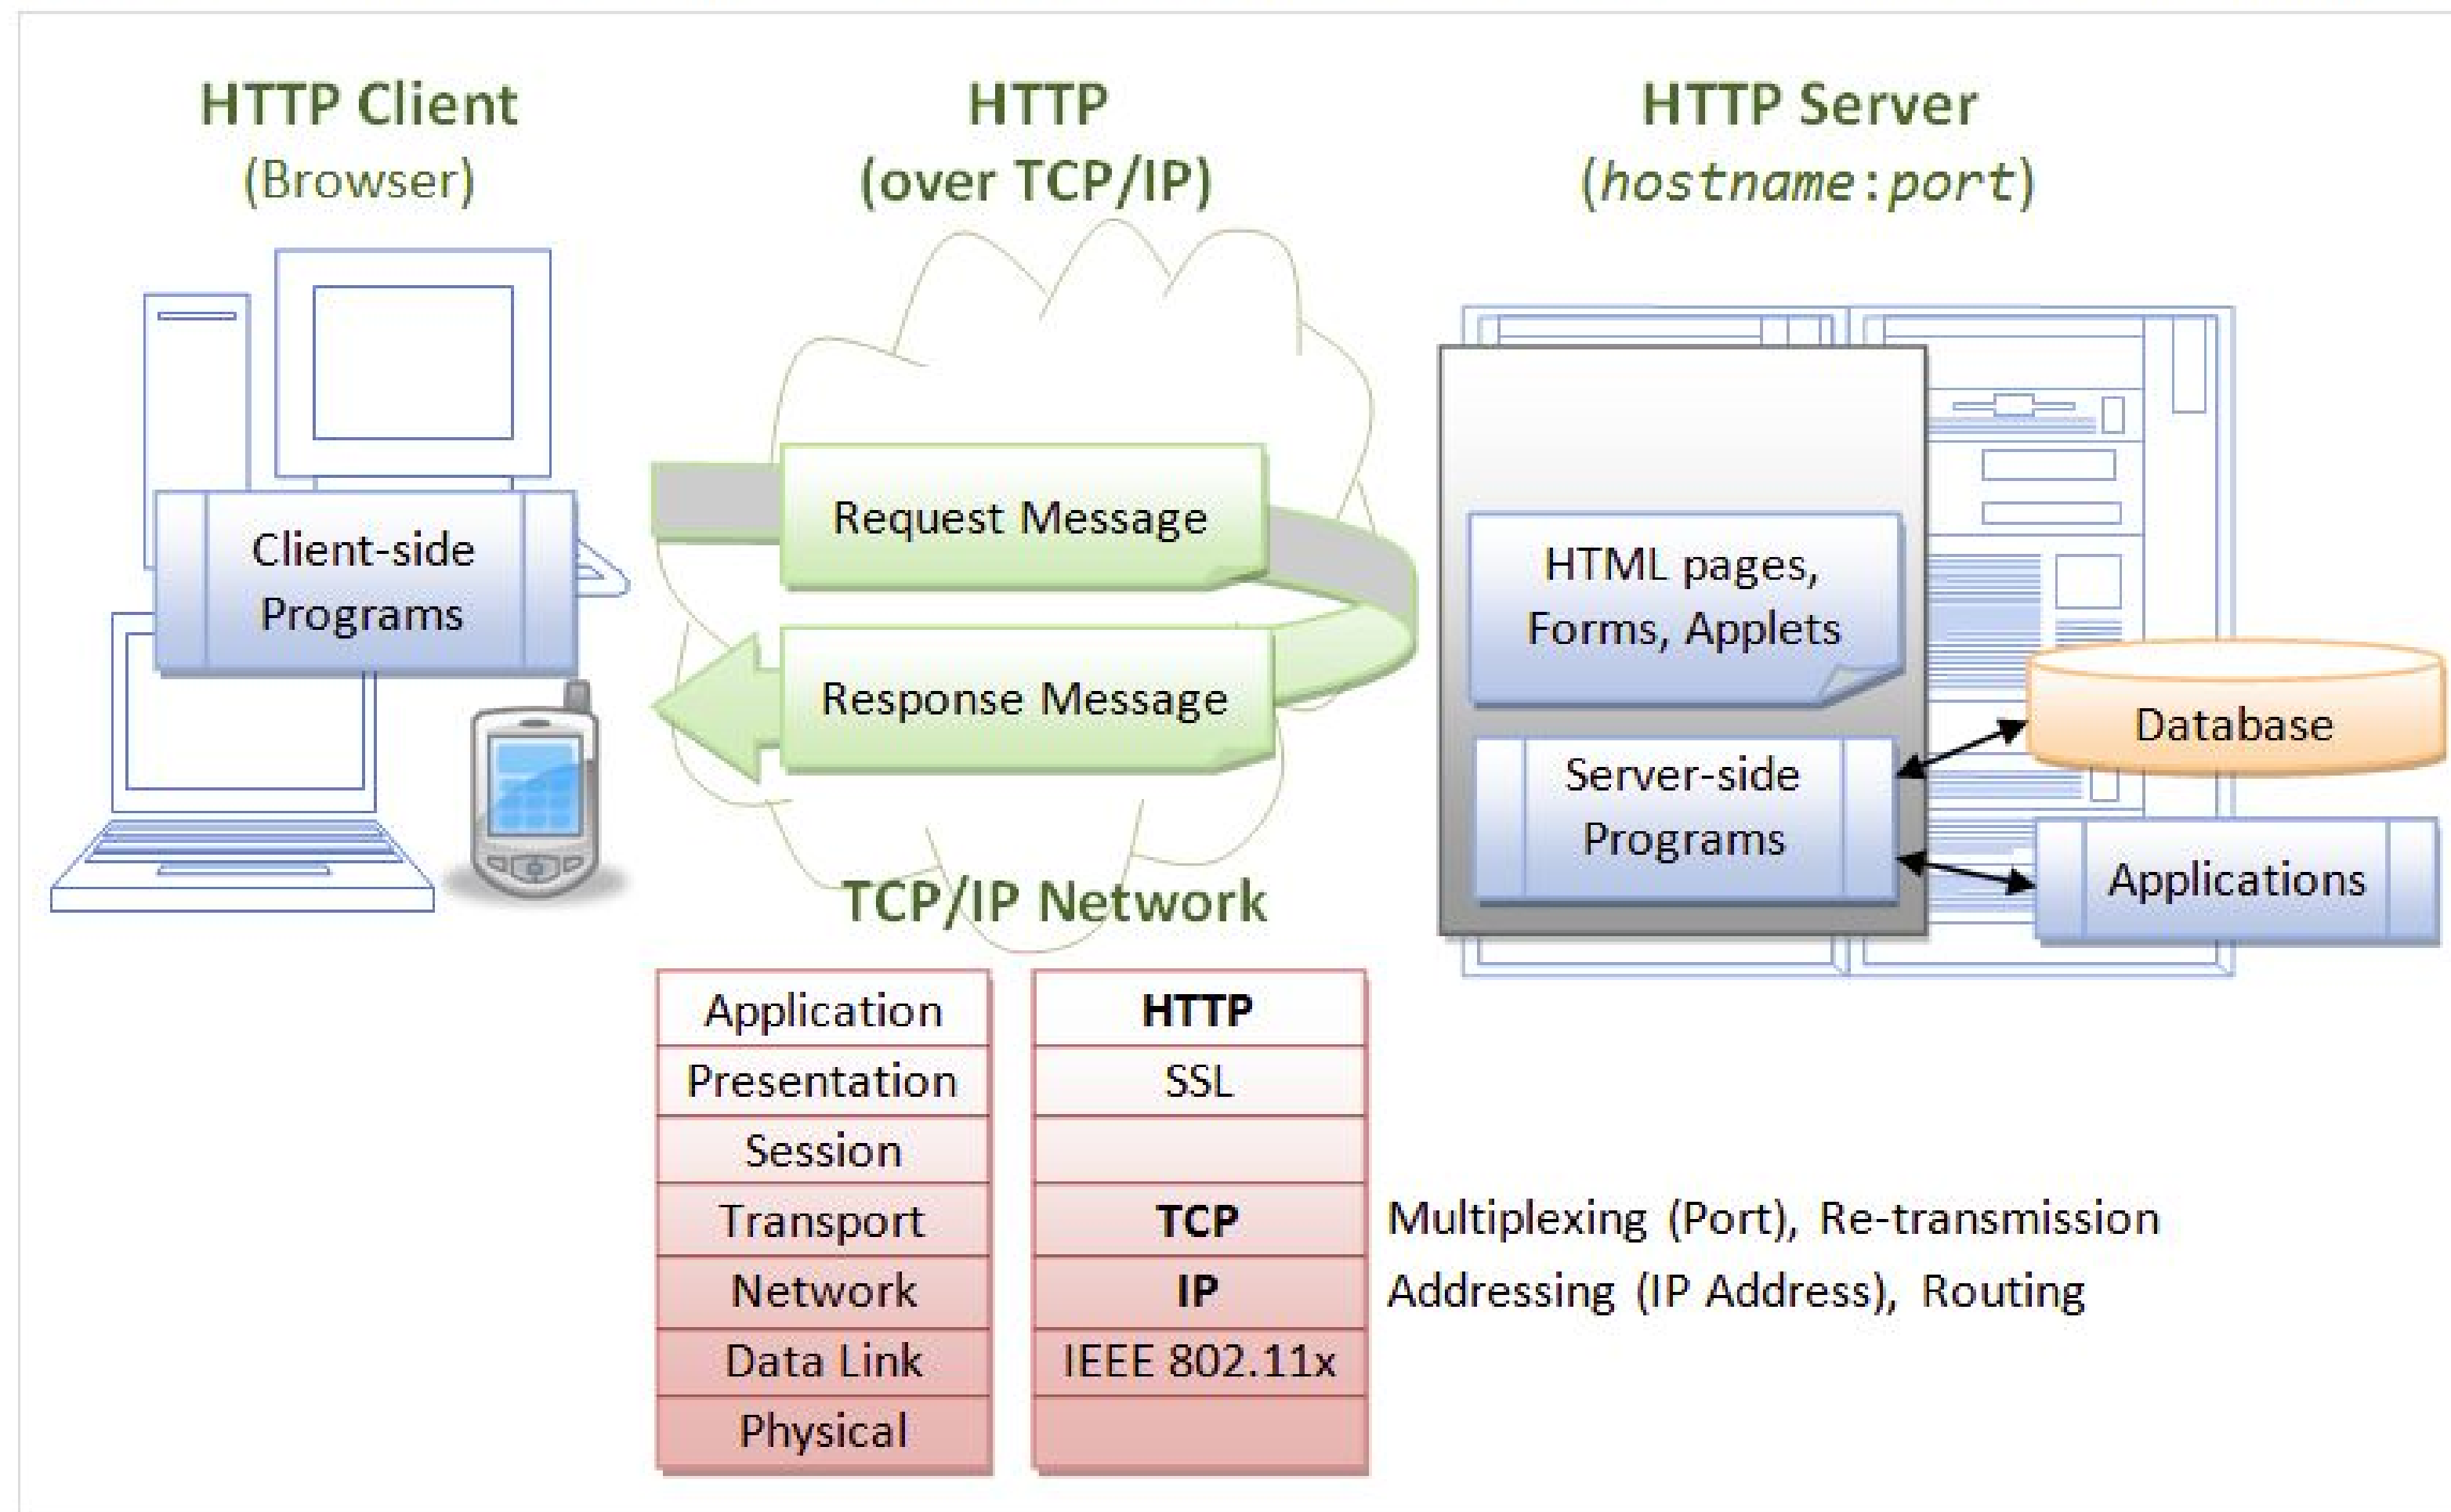 HTTP Client
(Browser)
HTTP
(over TCP/IP)
HTTP Server
(hostname:port)
Client-side
Programs
Request Message
Response Message
HTML pages,
Forms, Applets
Server-side
Programs
Database
Applications
TCP/IP Network
Application HTTP
Presentation SSL
Session
Transport TCP Multiplexing (Port), Re-transmission
Network IP Addressing (IP Address), Routing
Data Link IEEE 802.11x
Physical